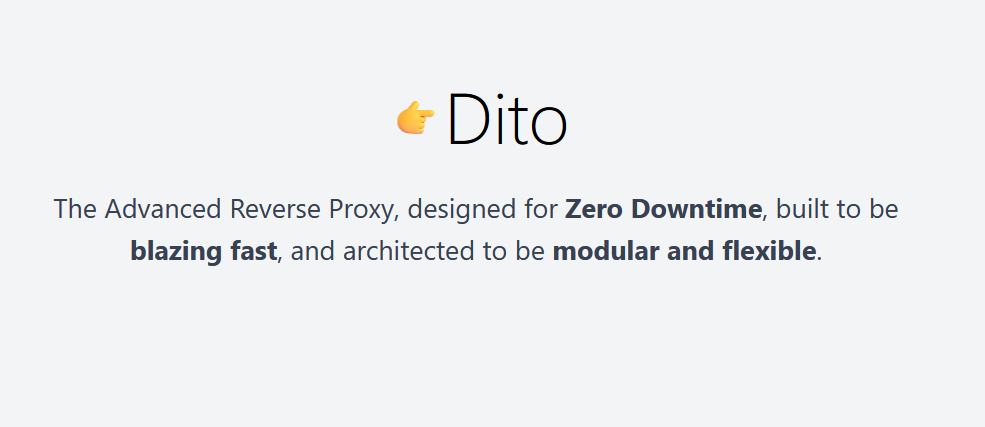 Dito
The Advanced Reverse Proxy, designed for Zero Downtime, built to be
blazing fast, and architected to be modular and flexible.